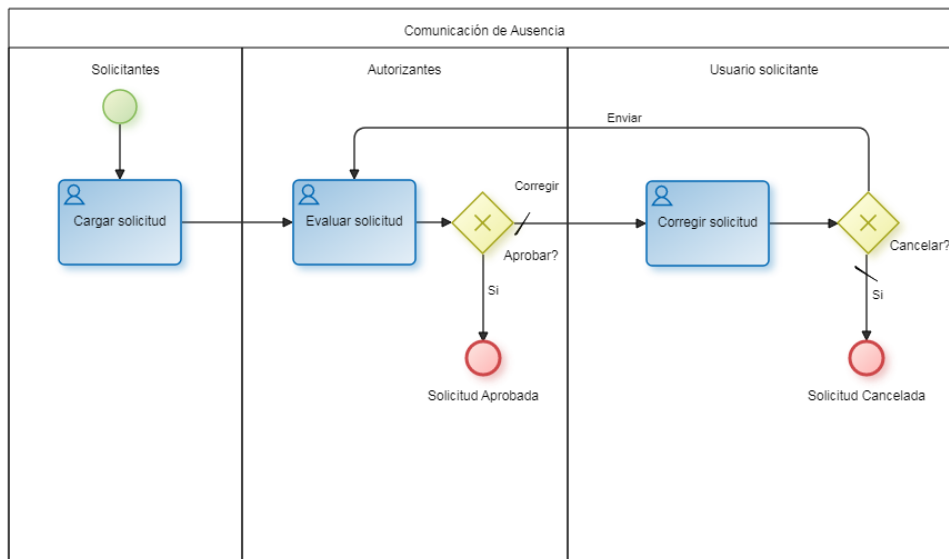 Comunicación de Ausencia
Solicitantes
Autorizantes
Usuario solicitante
Enviar
Cargar solicitud
Evaluar solicitud
Corregir
Aprobar?
Corregir solicitud
Cancelar?
Si
Si
Solicitud Aprobada
Solicitud Cancelada